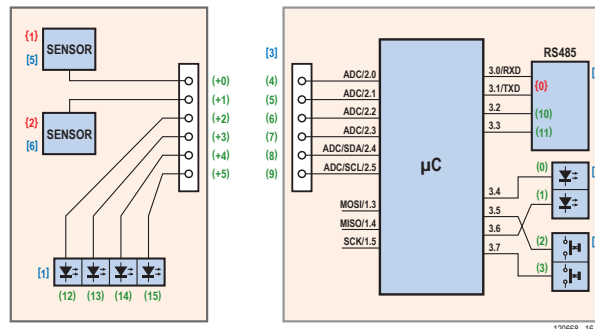 {1}
[5]
SENSOR
{2}
[6]
SENSOR
(+0)
(+1)
(+2)
(+3)
(+4)
(+5)
[1]
(12) (13) (14) (15)
[3]
(4)
(5)
(6)
(7)
(8)
(9)
ADC/2.0
ADC/2.1
ADC/2.2
ADC/2.3
ADC/SDA/2.4
ADC/SCL/2.5
MOSI/1.3
MISO/1.4
SCK/1.5
µC
3.0/RXD
3.1/TXD
3.2
3.3
3.4
3.5
3.6
3.7
RS485
{0}
(10)
(11)
(0)
(1)
(2)
(3)